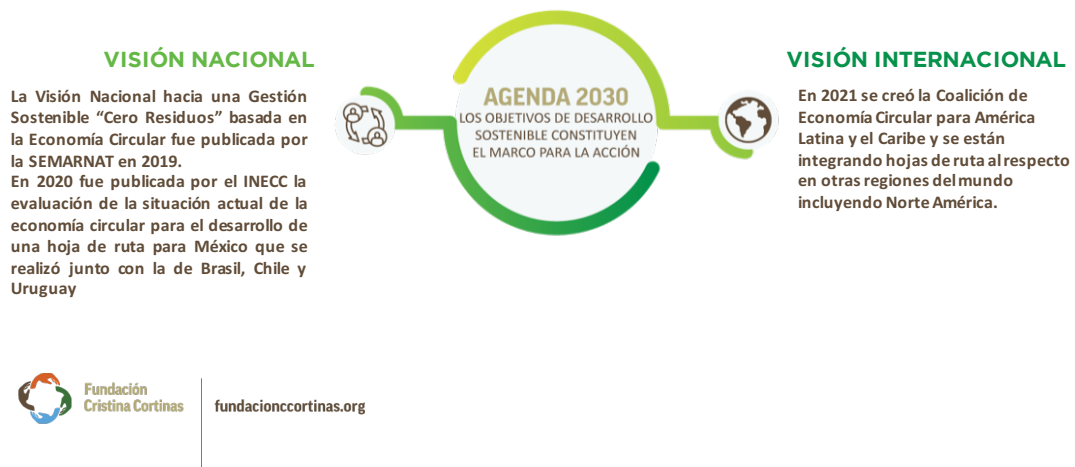 VISIÓN NACIONAL
La Visión Nacional hacia una Gestión
Sostenible “Cero Residuos” basada en
la Economía Circular fue publicada por
la SEMARNAT en 2019.
En 2020 fue publicada por el INECC la
evaluación de la situación actual de la
economía circular para el desarrollo de
una hoja de ruta para México que se
realizó junto con la de Brasil, Chile y
Uruguay
AGENDA 2030
LOS OBJETIVOS DE DESARROLLO
SOSTENIBLE CONSTITUYEN
EL MARCO PARA LA ACCIÓN
VISIÓN INTERNACIONAL
En 2021 se creó la Coalición de
Economía Circular para América
Latina y el Caribe y se están
integrando hojas de ruta al respecto
en otras regiones del mundo
incluyendo Norte América.
Fundación
Cristina Cortinas
fundacionccortinas.org